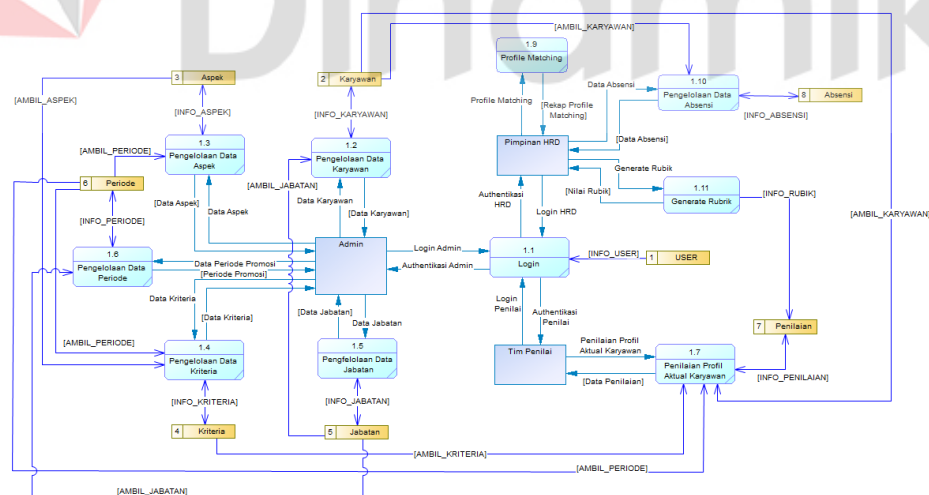 Dinamik
[AMBIL_KARYAWAN]
1.9
Profile Matching
3 Aspek
2 Karyawan
1.10
Pengelolaan Data
Absensi
8 Absensi
[AMBIL_ASPEK]
Data Absensi
Profile Matching
[Rekap Profile
Matching]
[INFO_ASPEK]
[INFO_KARYAWAN]
[INFO_ABSENSI]
1.3
Pengelolaan Data
Aspek
1.2
Pengelolaan Data
Karyawan
Pimpinan HRD
[Data Absensi]
[AMBIL_PERIODE]
Generate Rubik
6 Periode
[AMBIL_JABATAN]
[Nilai Rubik]
1.11
Generate Rubrik
[INFO_RUBIK]
Authentikasi
HRD
Data Karyawan
[Data Aspek]
Data Aspek
[Data Karyawan]
Login HRD
[AMBIL_KARYAWAN]
[INFO_PERIODE]
Admin
1.1
Login
Login Admin
[INFO_USER]
1 USER
1.6
Pengelolaan Data
Periode
Data Periode Promosi
[Periode Promosi]
Authentikasi Admin
Data Kriteria
[Data Kriteria]
[Data Jabatan]
Data Jabatan
Login
Penilai
Authentikasi
Penilai
7 Penilaian
[AMBIL_PERIODE]
1.4
Pengelolaan Data
Kriteria
1.5
Pengfelolaan Data
Jabatan
Tim Penilai
Penilaian Profil
Aktual Karyawan
1.7
Penilaian Profil
Aktual Karyawan
[Data Penilaian]
[INFO_PENILAIAN]
[INFO_KRITERIA]
[INFO_JABATAN]
4 Kriteria
5 Jabatan
[AMBIL_KRITERIA]
[AMBIL_PERIODE]
[AMBIL_JABATAN]